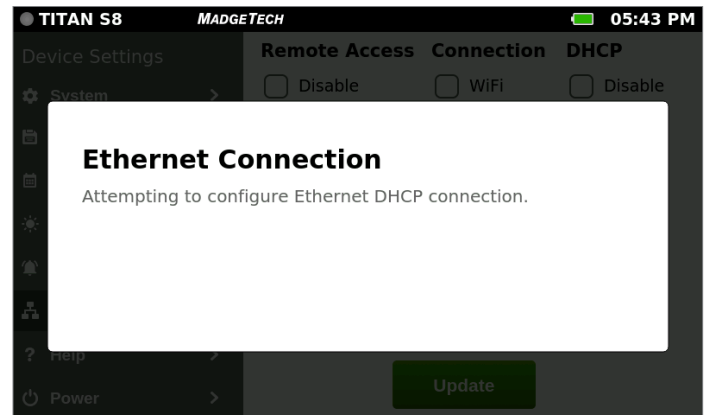 TITAN S8 MADGETECH 05:43 PM
Device Settings
Remote Access Connection DHCP
Disable WiFi Disable
System
Ethernet Connection
Attempting to configure Ethernet DHCP connection.
Help
Update
Power